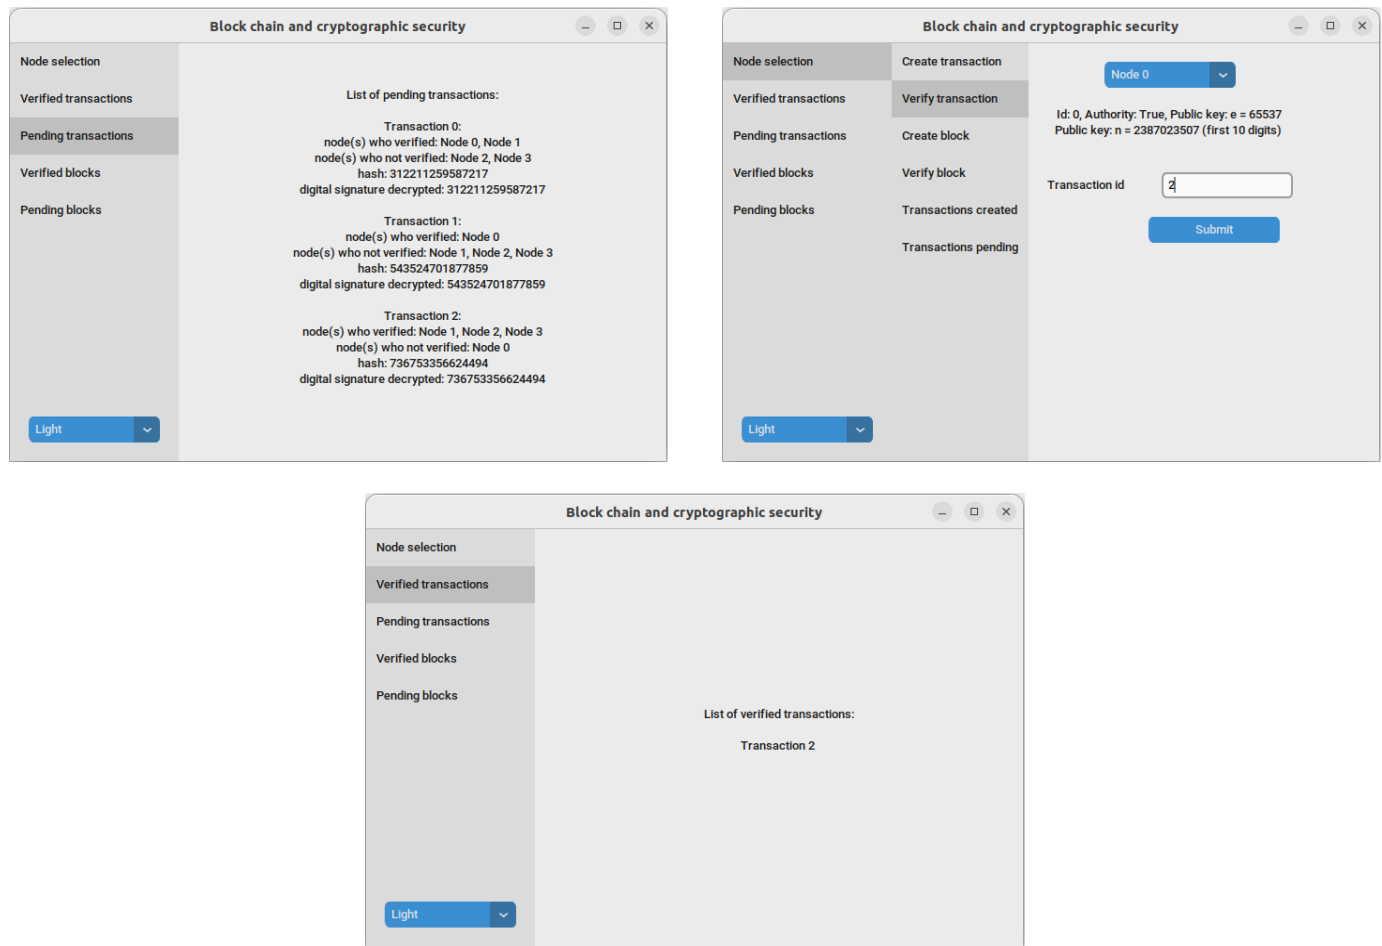 Block chain and cryptographic security
Node selection
Verified transactions
Pending transactions
Verified blocks
Pending blocks
Light
List of pending transactions:
Transaction 0:
node(s) who verified: Node 0, Node 1
node(s) who not verified: Node 2, Node 3
hash: 312211259587217
digital signature decrypted: 312211259587217
Transaction 1:
node(s) who verified: Node 0
node(s) who not verified: Node 1, Node 2, Node 3
hash: 543524701877859
digital signature decrypted: 543524701877859
Transaction 2:
node(s) who verified: Node 1, Node 2, Node 3
node(s) who not verified: Node 0
hash: 736753356624494
digital signature decrypted: 736753356624494
Block chain and cryptographic security
Node selection
Verified transactions
Pending transactions
Verified blocks
Pending blocks
Light
Create transaction
Verify transaction
Create block
Verify block
Transactions created
Transactions pending
Node 0
Id: 0, Authority: True, Public key: e = 65537
Public key: n = 2387023507 (first 10 digits)
Transaction id 2
Submit
Block chain and cryptographic security
Node selection
Verified transactions
Pending transactions
Verified blocks
Pending blocks
Light
List of verified transactions:
Transaction 2